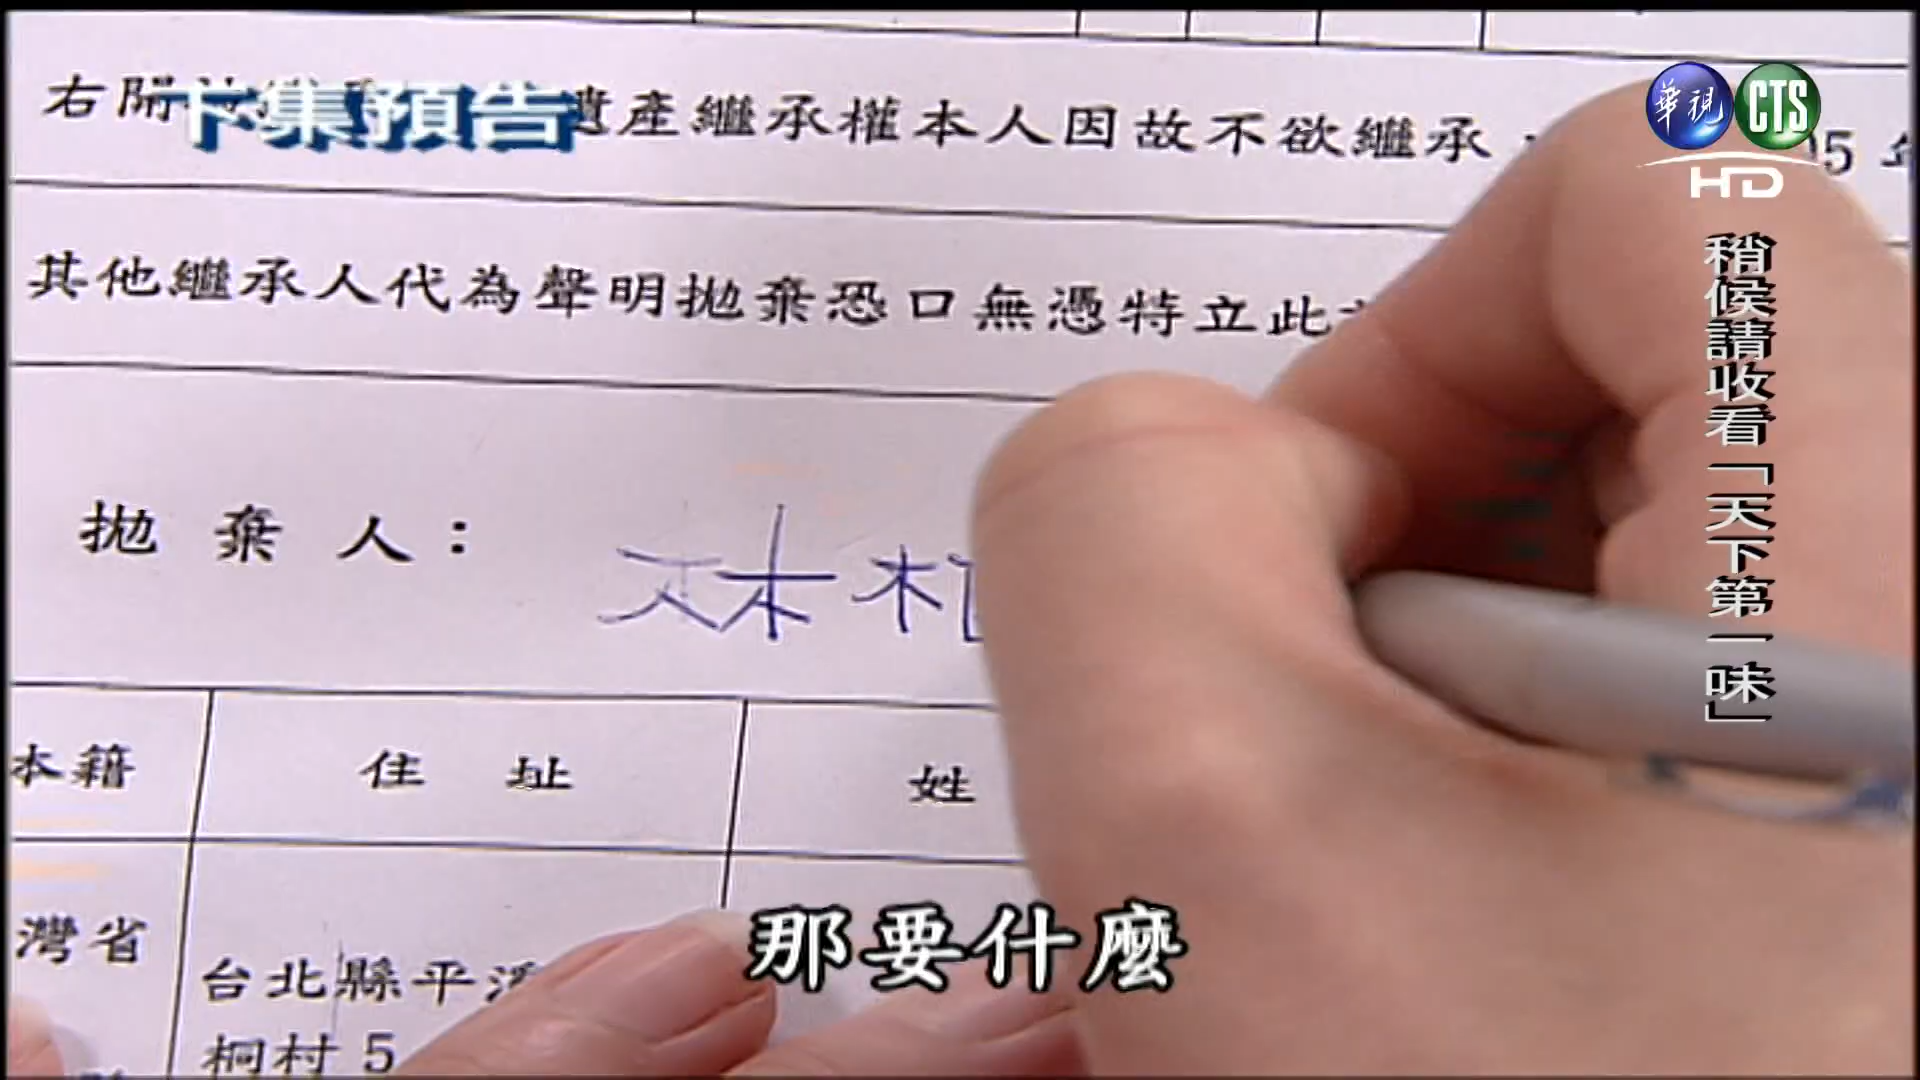 下集預告
華視 CTS
HD
稍候請收看「天下第一味」
遺產繼承權本人因故不欲繼承
其他繼承人代為聲明拋棄恐口無憑特立此
拋棄人：
本籍 住址 姓
灣省
台北縣平
桐村5
那要什麼